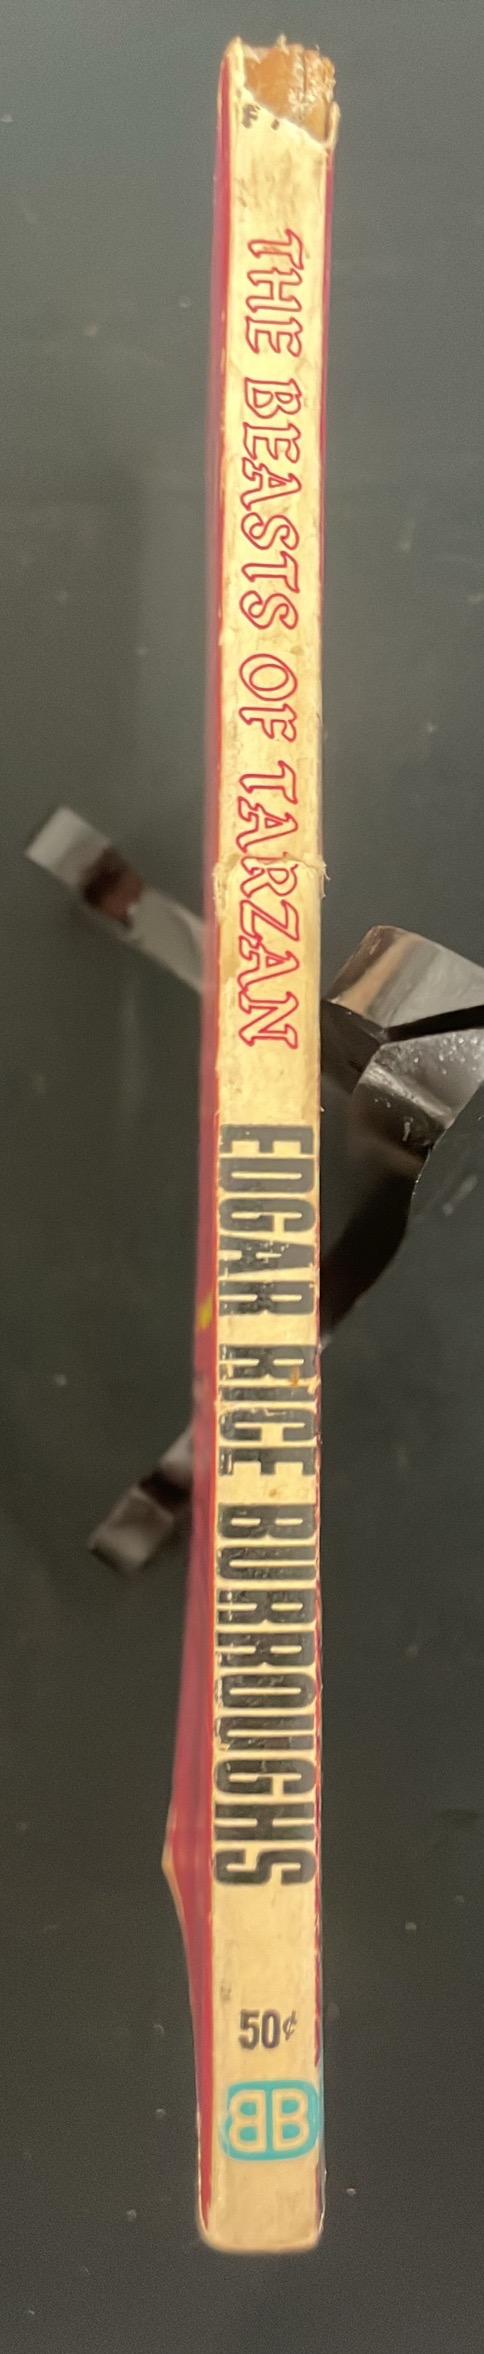 F
THE BEASTS OF TARZAN
EDGAR RICE BURROUGHS
50¢
BB